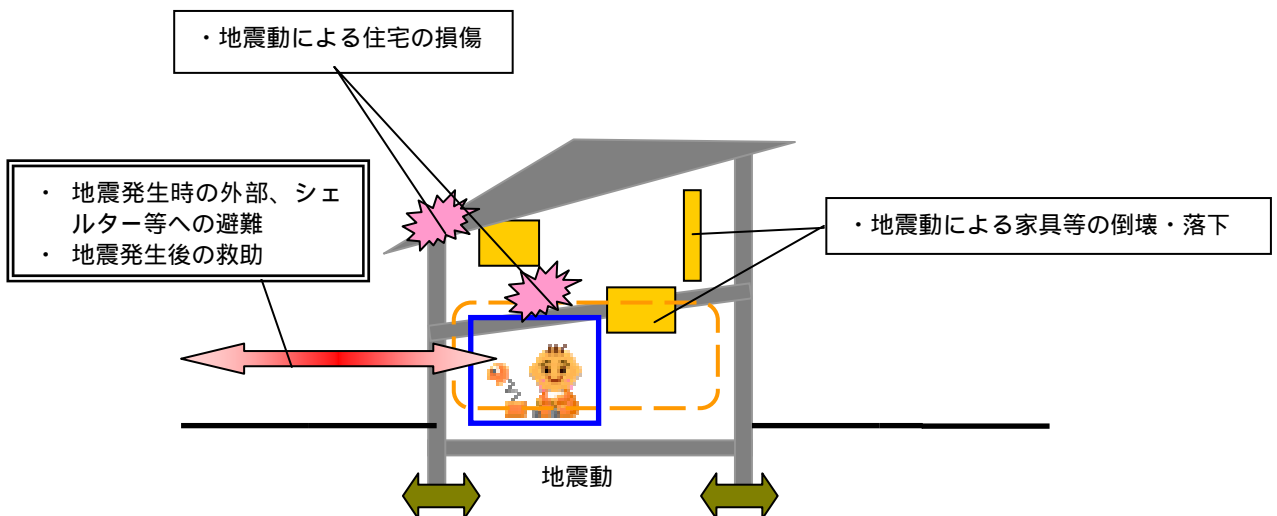 ・地震動による住宅の損傷
・ 地震発生時の外部、シェ
ルター等への避難
・ 地震発生後の救助
・地震動による家具等の倒壊・落下
地震動